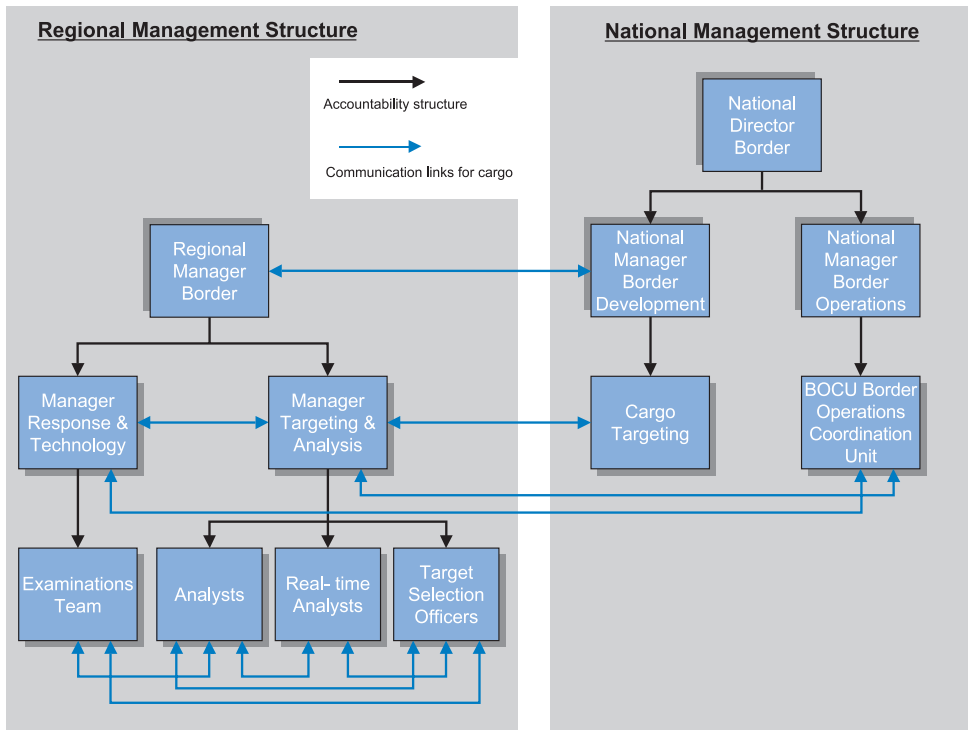 Regional Management Structure
National Management Structure
Accountability structure
Communication links for cargo
National
Director
Border
Regional
Manager
Border
National
Manager
Border
Development
National
Manager
Border
Operations
Manager
Response &
Technology
Manager
Targeting &
Analysis
Cargo
Targeting
BOCU Border
Operations
Coordination
Unit
Examinations
Team
Analysts
Real- time
Analysts
Target
Selection
Officers